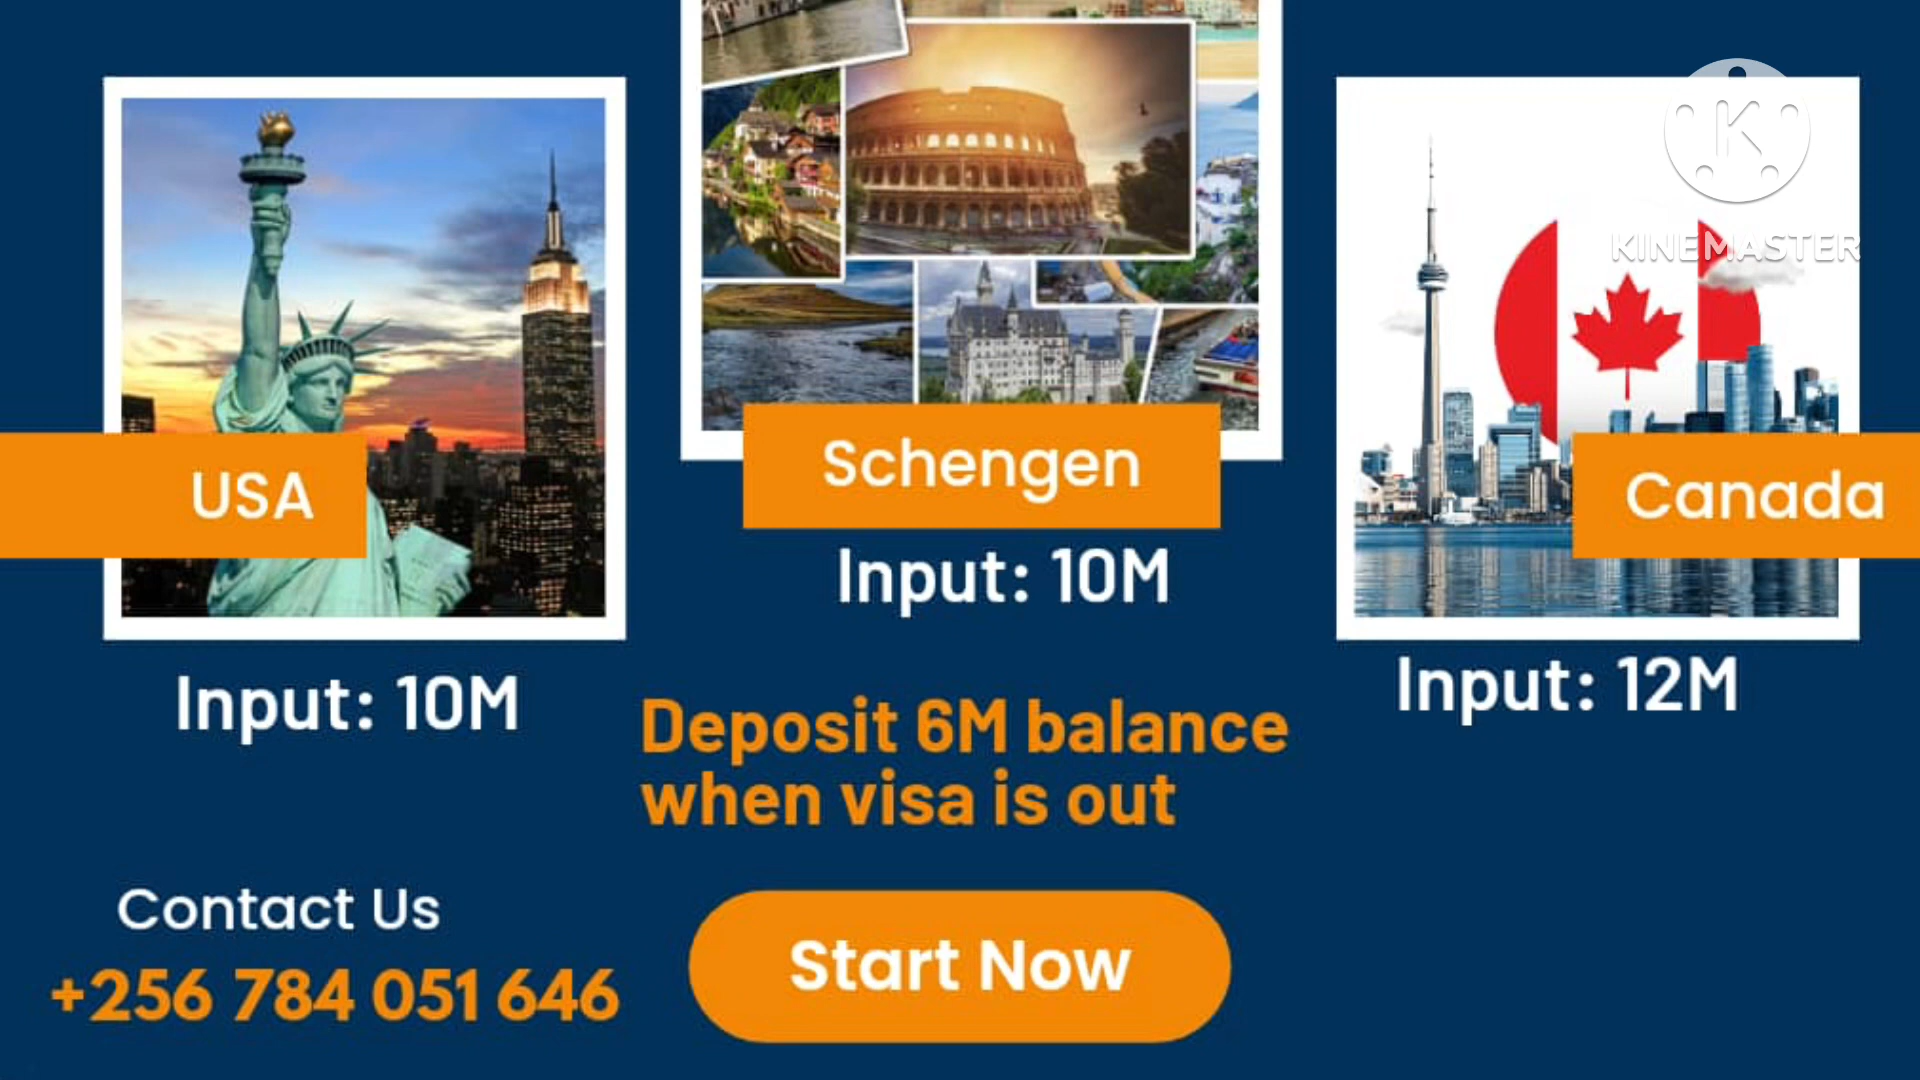 KINEMASTER
USA
Schengen
Canada
Input: 10M
Input: 10M
Input: 12M
Deposit 6M balance
when visa is out
Contact Us
+256 784 051 646
Start Now